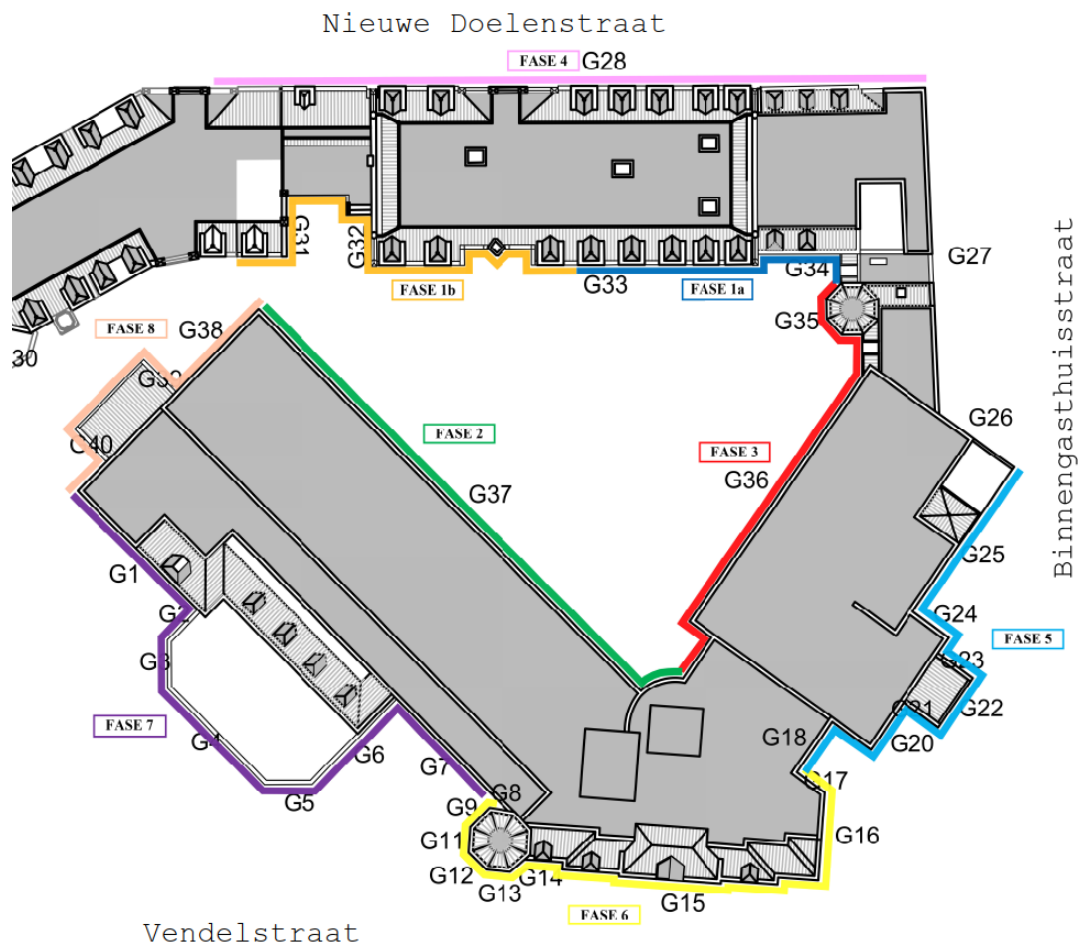 Nieuwe Doelenstraat
FASE 4 G28
G31
G32
G27
G34
FASE 1b
G33
FASE 1a
G35
FASE 8
G38
30
G40
G26
FASE 2
FASE 3
G36
G37
Binnengasthuisstraat
G25
G1
G2
G24
FASE 5
G3
G23
G22
G21
G20
FASE 7
G4
G6
G18
G7
G5
G17
G8
G9
G16
G11
G12
G13
G14
G15
FASE 6
Vendelstraat